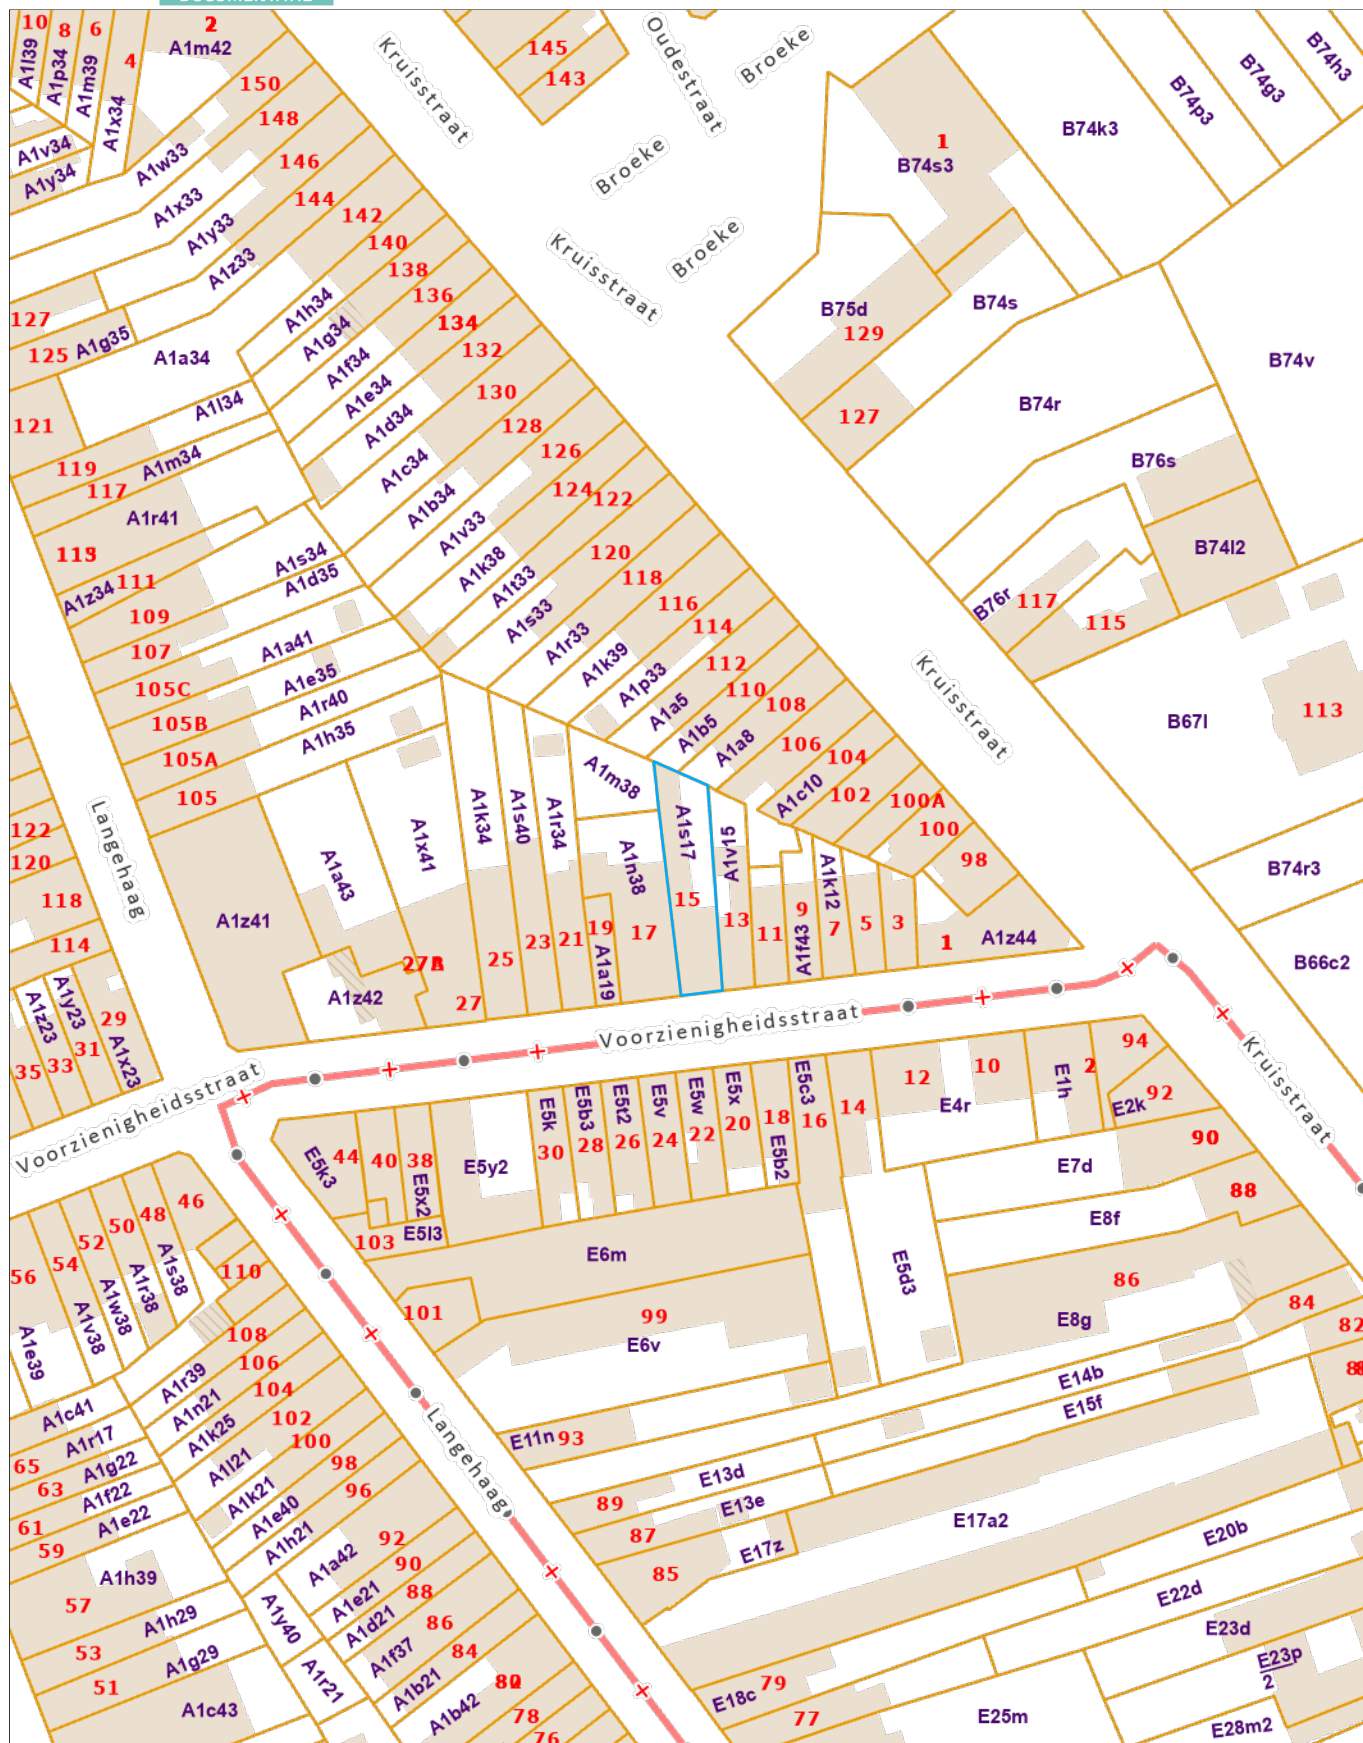 10
8
6
4
2
A1l39
A1p34
A1m39
A1x34
A1m42
150
148
146
144
142
140
138
136
134
132
130
128
126
124
122
120
118
116
114
112
110
108
106
104
102
100A
100
98
Kruisstraat
145
143
Oudestraat
Broeke
Broeke
Broeke
Kruisstraat
1
B74s3
B74k3
B74p3
B74g3
B74h3
A1v34
A1y34
A1w33
A1x33
A1y33
A1z33
127
125
A1g35
A1a34
A1h34
A1g34
A1f34
A1e34
A1d34
A1c34
A1b34
A1v33
A1k38
A1t33
A1s33
A1r33
A1k39
A1p33
A1a5
A1b5
A1a8
A1c10
B75d
129
B74s
127
B74r
B74v
B76s
B74l2
B76r
117
115
B67l
113
Kruisstraat
B74r3
B66c2
121
A1l34
119
A1m34
117
A1r41
A1z34
111
109
A1s34
A1d35
107
A1a41
105C
A1e35
105B
A1r40
105A
A1h35
105
Langehaag
122
120
118
114
A1z41
A1a43
A1x41
A1k34
A1s40
A1r34
A1m38
A1n38
A1s17
A1v15
A1k12
A1f43
A1z44
A1z42
27
25
23
21
19
A1a19
17
15
13
11
9
7
5
3
1
A1z23
A1y23
A1x23
29
31
33
35
Voorzienigheidsstraat
Voorzienigheidsstraat
Kruisstraat
E5k3
44
40
38
E5x2
E5l3
103
E5y2
E5k
30
E5b3
28
E5t2
26
E5v
24
E5w
22
E5x
20
18
E5b2
E5c3
16
14
12
E4r
10
E1h
2
94
92
E2k
90
E7d
88
E8f
86
E8g
84
82
E6m
101
99
E6v
E5d3
E14b
E15f
E11n
93
E13d
89
E13e
87
85
E17z
E17a2
E20b
E22d
E23d
E23p
2
E18c
79
77
E25m
E28m2
46
48
50
52
54
56
A1s38
A1r38
A1w38
A1v38
A1e39
110
108
106
104
102
100
98
96
92
90
88
86
84
78
76
Langehaag
A1c41
A1r17
65
A1g22
63
A1f22
61
A1e22
59
A1h39
57
A1h29
53
A1g29
51
A1c43
A1r39
A1n21
A1k25
A1l21
A1k21
A1e40
A1h21
A1a42
A1e21
A1d21
A1f37
A1b21
A1b42
A1y40
A1r21